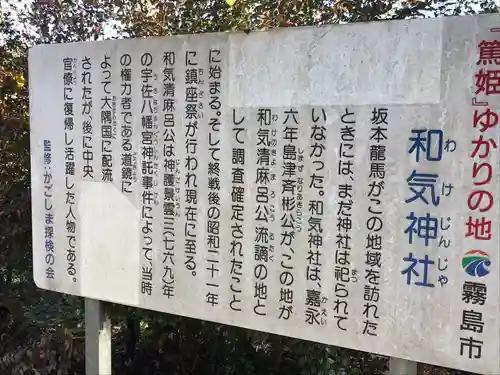 『篤姫』ゆかりの地
霧島市
和気神社
わけじんじゃ
坂本龍馬がこの地域を訪れた
ときには、まだ神社は祀られて
いなかった。和気神社は、嘉永
六年島津斉彬公が、この地が
和気清麻呂公流謫の地と
して調査確定されたこと
に始まる。そして終戦後の昭和二十一年
に鎮座祭が行われ現在に至る。
和気清麻呂公は神護景雲三(七六九)年
の宇佐八幡宮神託事件によって、当時
の権力者である道鏡に
よって大隅国に配流
されたが、後に中央
官僚に復帰し活躍した人物である。
監修:かごしま探検の会